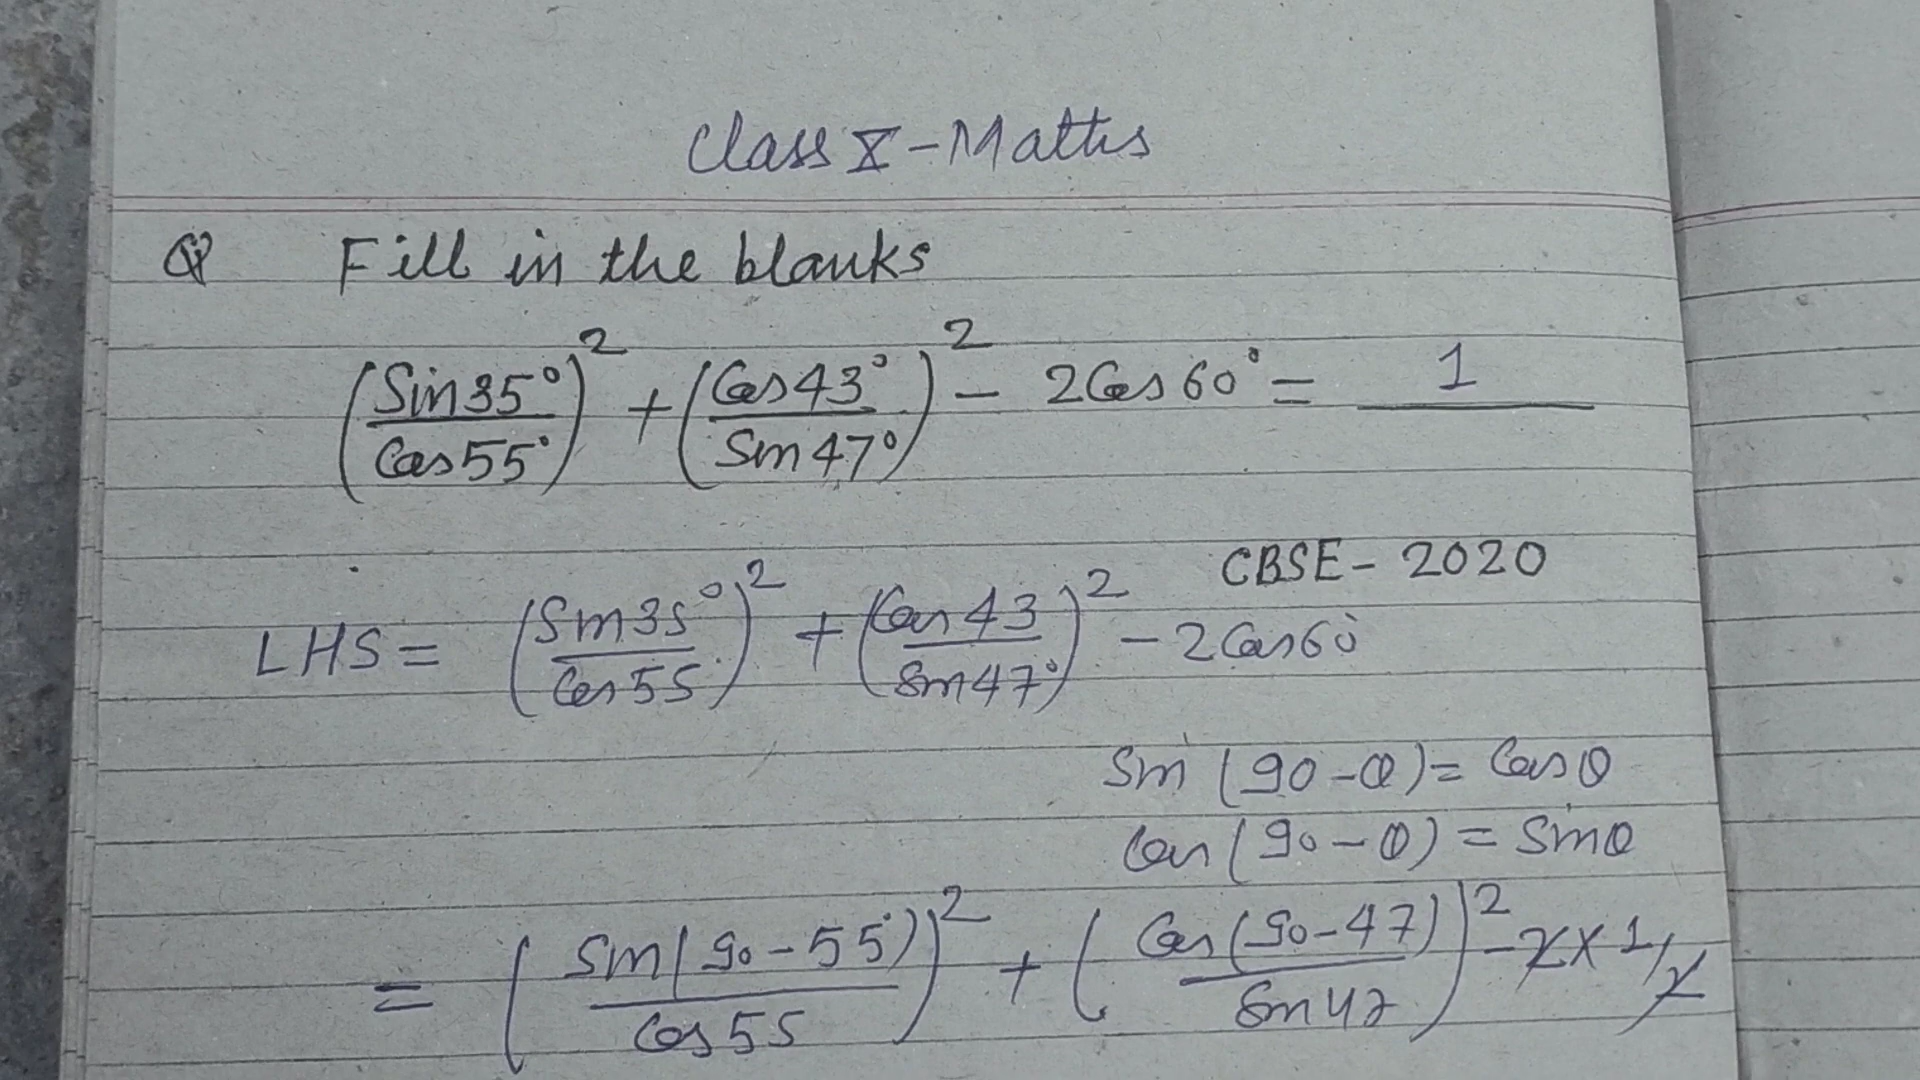 Class X - Maths
Q Fill in the blanks
(Sin35°/Cos55°)² + (Cos43°/Sin47°)² - 2Cos60° = 1
CBSE - 2020
LHS = (Sin35°/Cos55)² + (Cos43/Sin47°)² - 2Cos60°
Sin(90-θ) = Cosθ
Cos(90-θ) = Sinθ
= (Sin(90-55)/Cos55)² + (Cos(90-47)/Sin47)² - 2×1/2